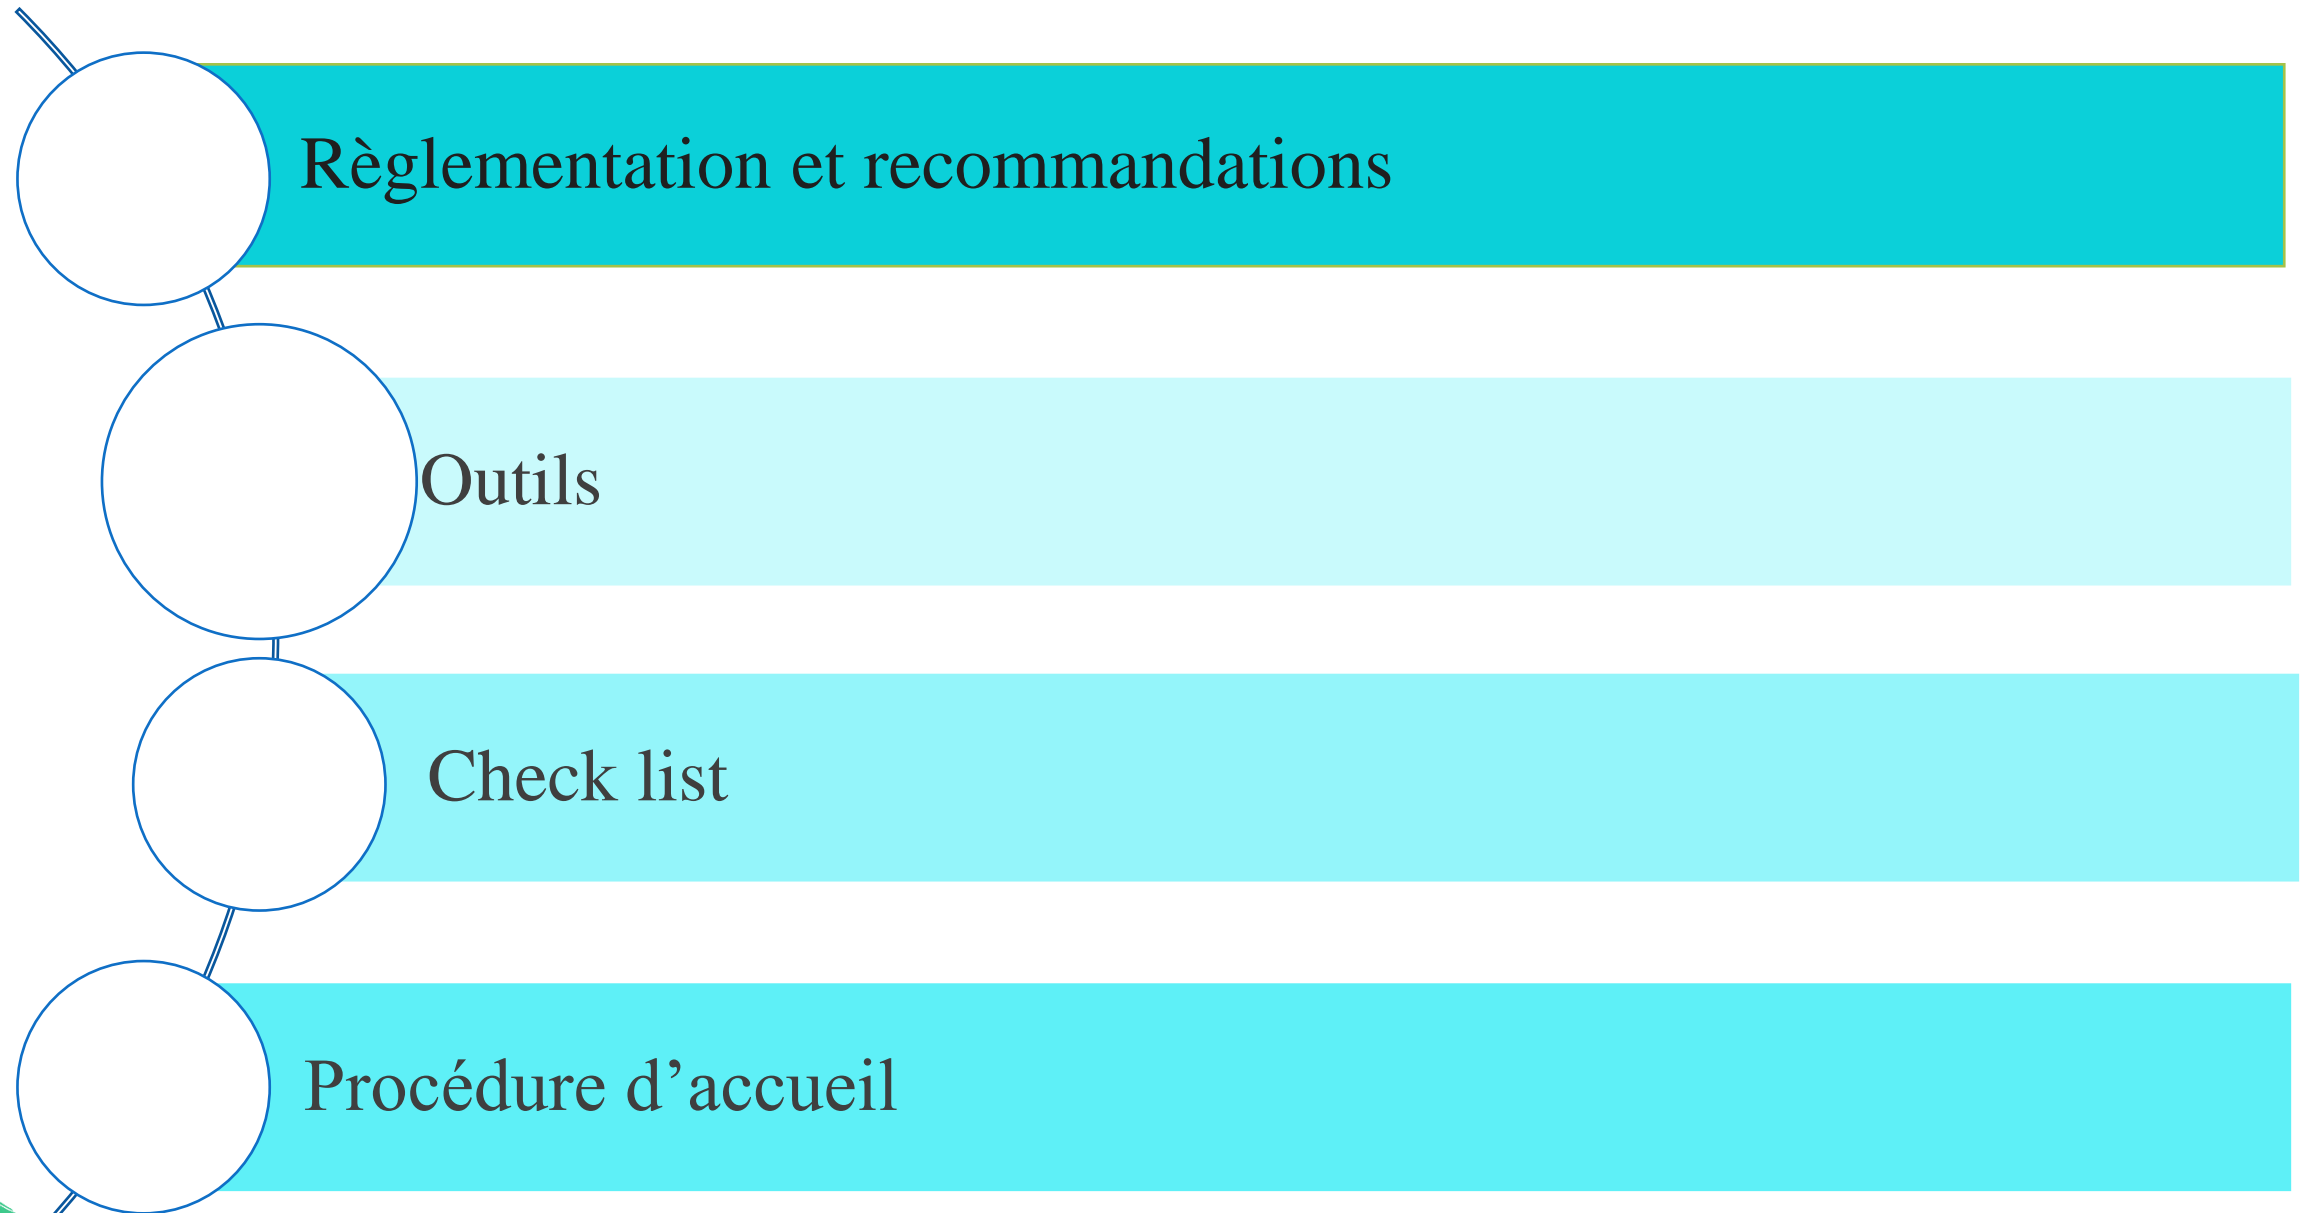 Règlementation et recommandations
Outils
Check list
Procédure d’accueil